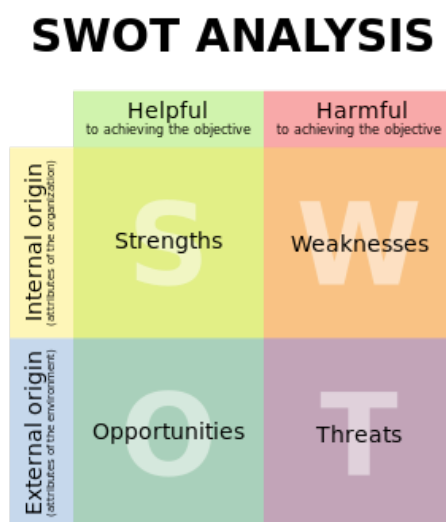 SWOT ANALYSIS
Helpful
to achieving the objective
Harmful
to achieving the objective
Internal origin
(attributes of the organization)
S
Strengths
W
Weaknesses
External origin
(attributes of the environment)
O
Opportunities
T
Threats